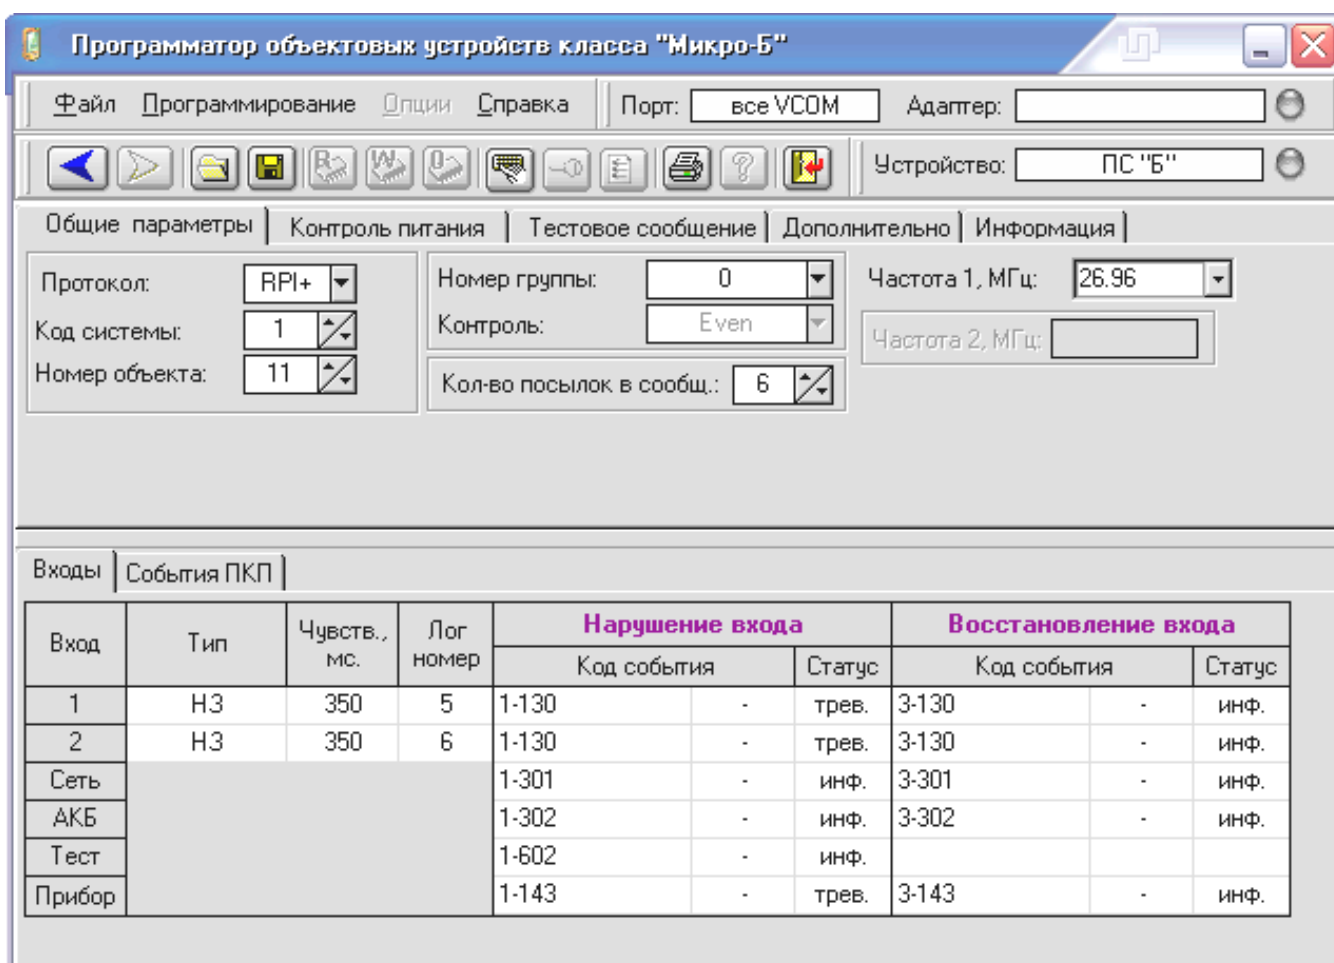 Программатор объектовых устройств класса "Микро-Б"
Файл Программирование Опции Справка Порт: все VCOM Адаптер:
Устройство: ПС "Б"
Общие параметры Контроль питания Тестовое сообщение Дополнительно Информация
Протокол: RPI+ Номер группы: 0 Частота 1, МГц: 26.96
Код системы: 1 Контроль: Even Частота 2, МГц:
Номер объекта: 11 Кол-во посылок в сообщ.: 6
Входы События ПКП
Вход Тип Чувств., мс. Лог номер Нарушение входа Восстановление входа
Код события Статус Код события Статус
1 НЗ 350 5 1-130 - трев. 3-130 - инф.
2 НЗ 350 6 1-130 - трев. 3-130 - инф.
Сеть 1-301 - инф. 3-301 - инф.
АКБ 1-302 - инф. 3-302 - инф.
Тест 1-602 - инф.
Прибор 1-143 - трев. 3-143 - инф.